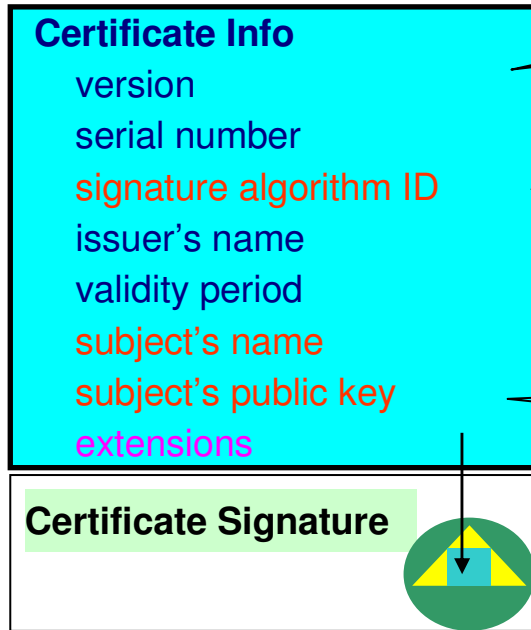 Certificate Info
version
serial number
signature algorithm ID
issuer’s name
validity period
subject’s name
subject’s public key
extensions
Certificate Signature